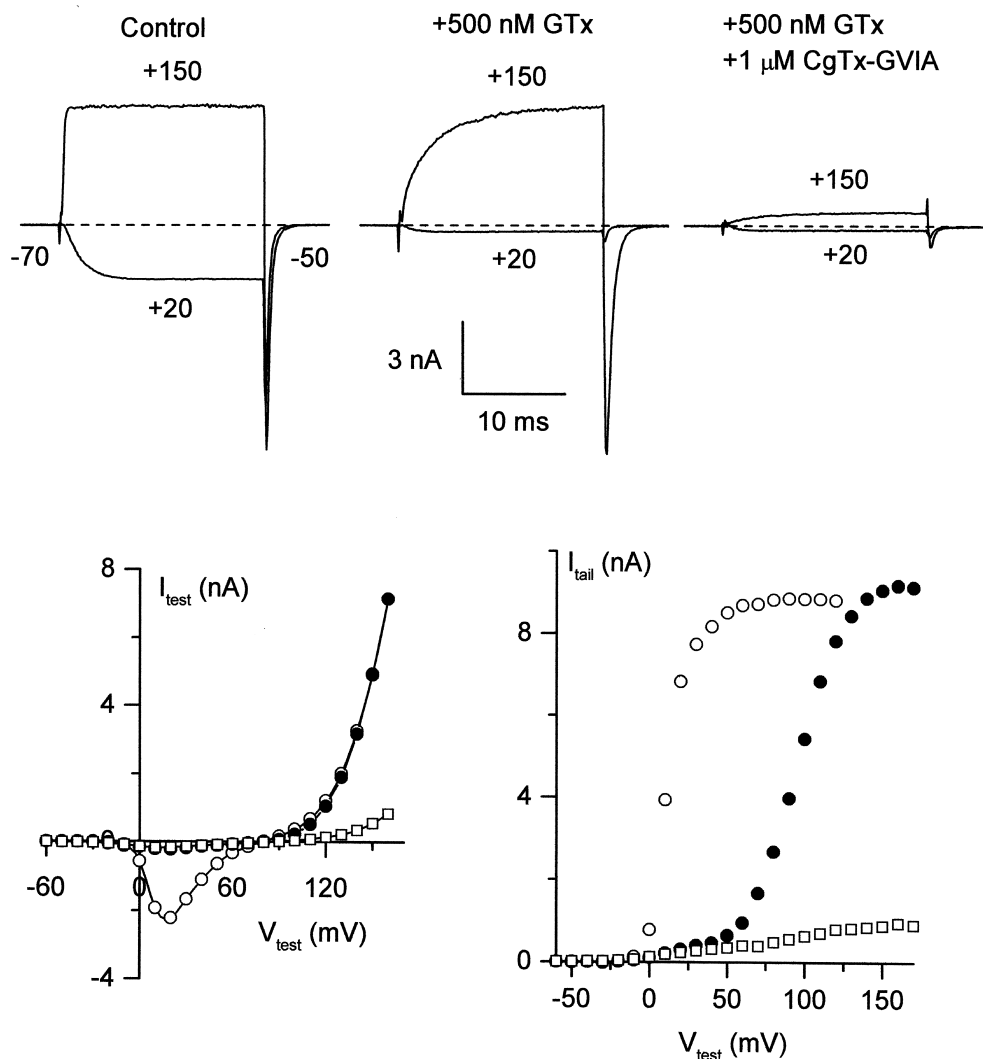 Control
+150
-70
+20
-50
+500 nM GTx
+150
+20
3 nA
10 ms
+500 nM GTx
+1 μM CgTx-GVIA
+150
+20
I_test (nA)
8
4
-4
-60
0
60
120
V_test (mV)
I_tail (nA)
8
4
0
-50
0
50
100
150
V_test (mV)